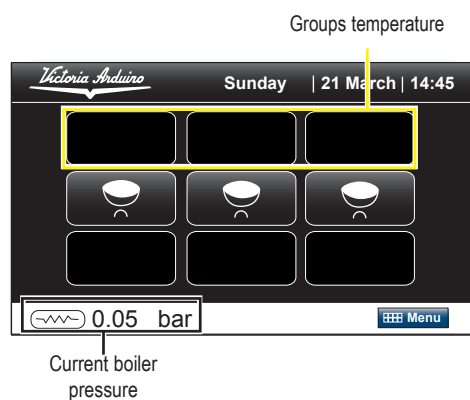 Groups temperature
Victoria Arduino
Sunday | 21 March | 14:45
0.05 bar
Menu
Current boiler
pressure